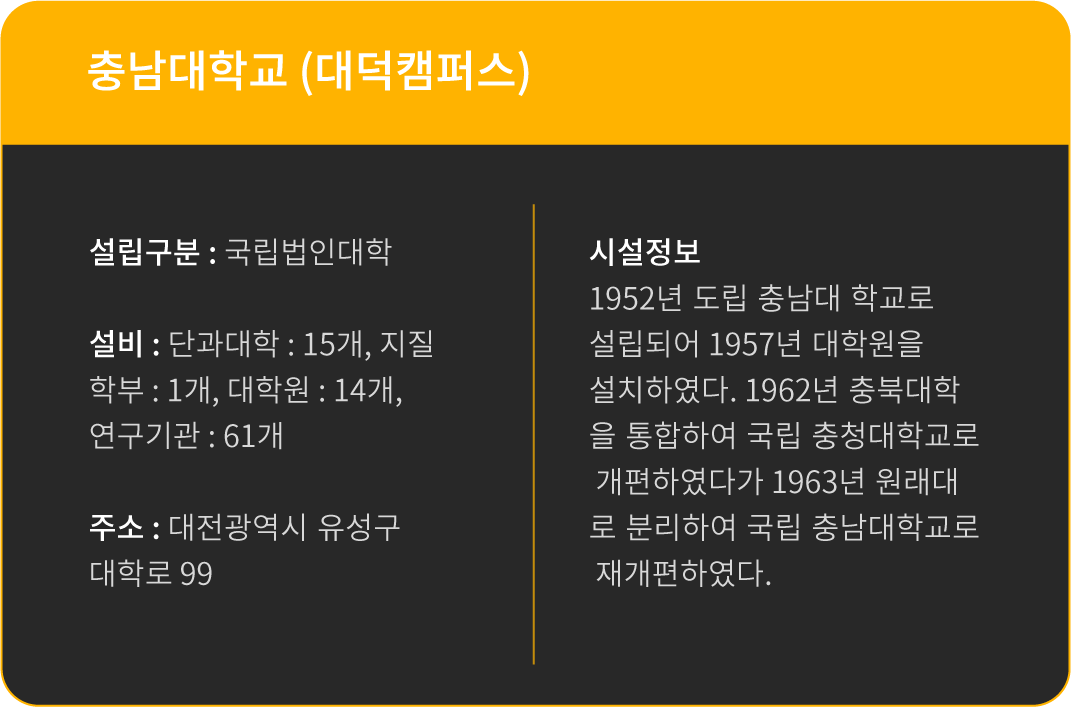 충남대학교 (대덕캠퍼스)
설립구분 : 국립법인대학
설비 : 단과대학 : 15개, 지질
학부 : 1개, 대학원 : 14개,
연구기관 : 61개
주소 : 대전광역시 유성구
대학로 99
시설정보
1952년 도립 충남대 학교로
설립되어 1957년 대학원을
설치하였다. 1962년 충북대학
을 통합하여 국립 충청대학교로
개편하였다가 1963년 원래대
로 분리하여 국립 충남대학교로
재개편하였다.